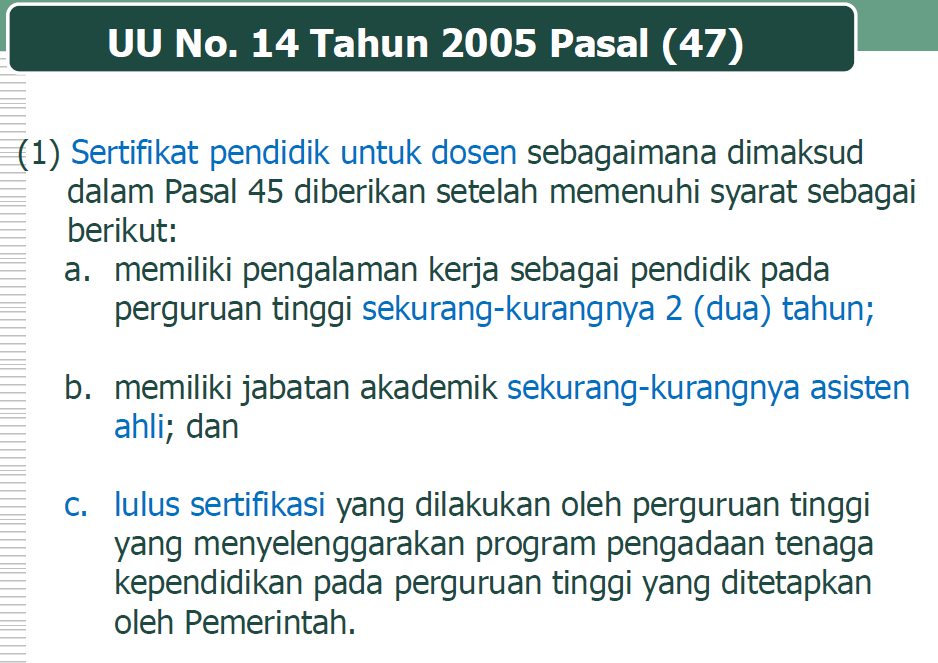 UU No. 14 Tahun 2005 Pasal (47)
(1) Sertifikat pendidik untuk dosen sebagaimana dimaksud
dalam Pasal 45 diberikan setelah memenuhi syarat sebagai
berikut:
a. memiliki pengalaman kerja sebagai pendidik pada
perguruan tinggi sekurang-kurangnya 2 (dua) tahun;
b. memiliki jabatan akademik sekurang-kurangnya asisten
ahli; dan
c. lulus sertifikasi yang dilakukan oleh perguruan tinggi
yang menyelenggarakan program pengadaan tenaga
kependidikan pada perguruan tinggi yang ditetapkan
oleh Pemerintah.